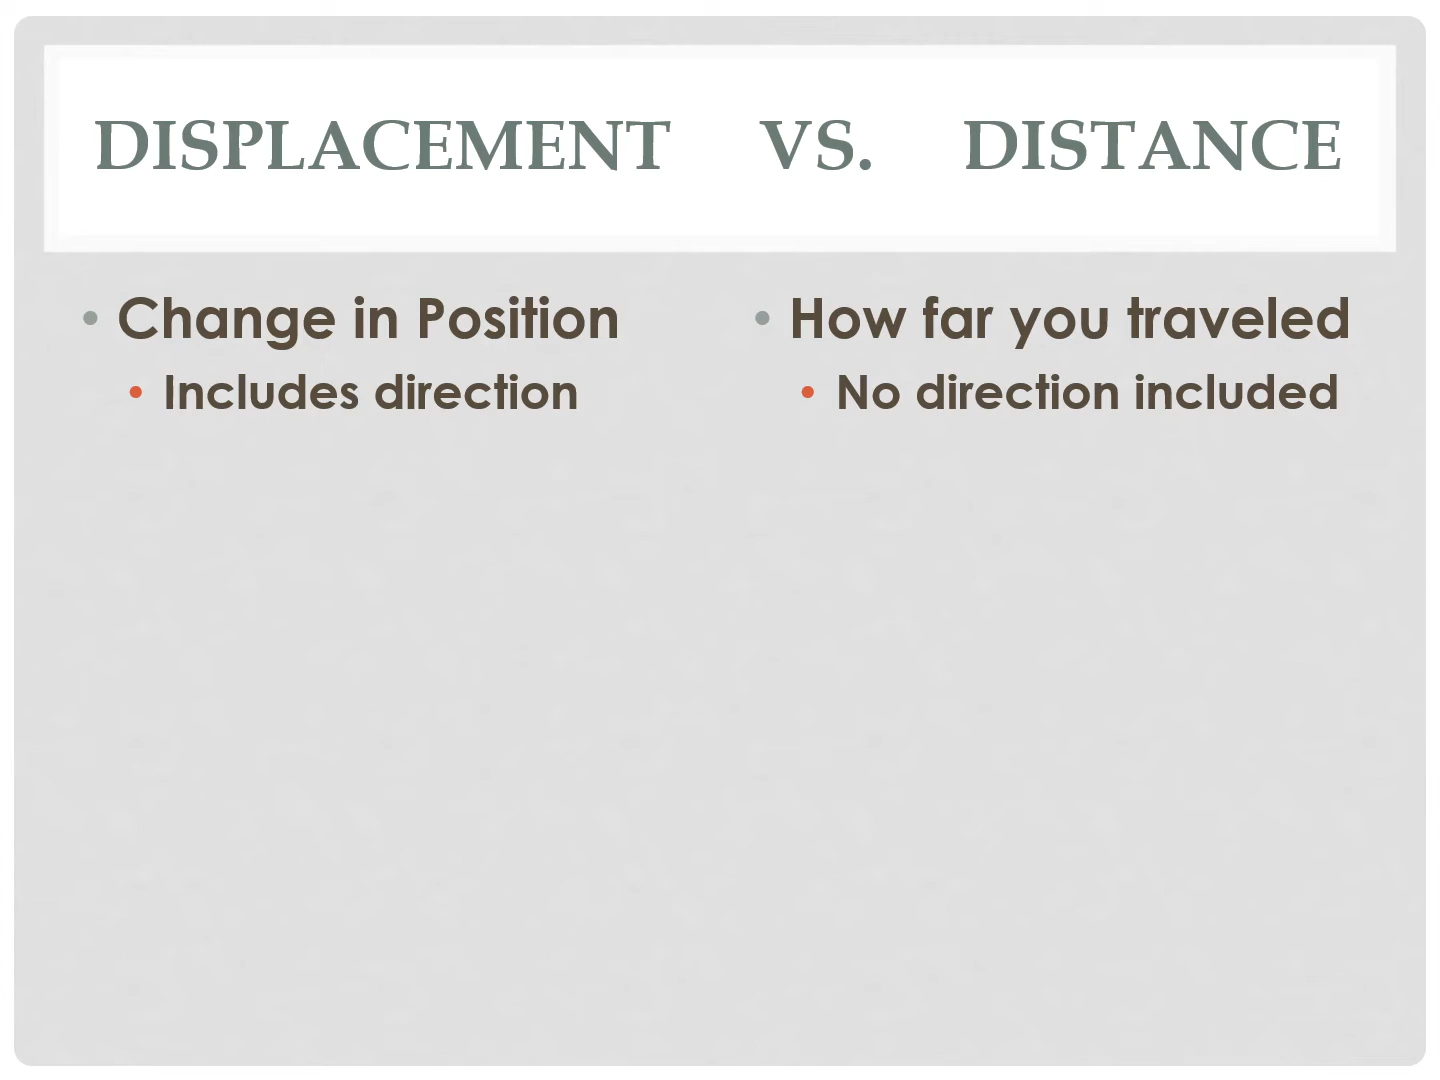 DISPLACEMENT VS. DISTANCE
• Change in Position
• Includes direction
• How far you traveled
• No direction included